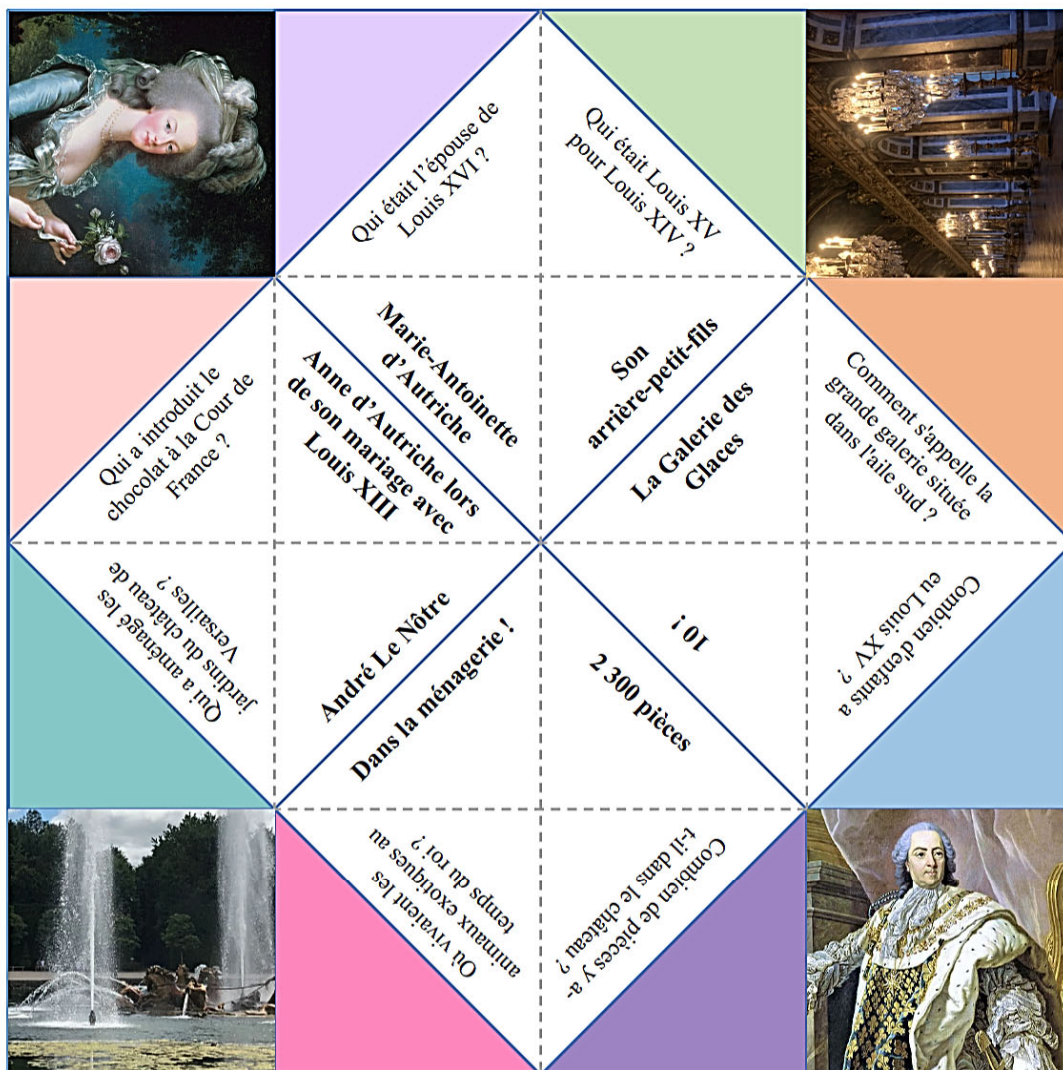 Qui était l'épouse de
Louis XVI ?
Qui était Louis XV
pour Louis XIV ?
Marie-Antoinette
d'Autriche
Son
arrière-petit-fils
Qui a introduit le
chocolat à la Cour de
France ?
Anne d'Autriche lors
de son mariage avec
Louis XIII
La Galerie des
Glaces
Comment s'appelle la
grande galerie située
dans l'aile sud ?
Qui a aménagé les
jardins du château de
Versailles ?
André Le Nôtre
10 !
Combien d'enfants a
eu Louis XV ?
Dans la ménagerie !
2 300 pièces
Où vivaient les
animaux exotiques au
temps du roi ?
Combien de pièces y a-
t-il dans le château ?